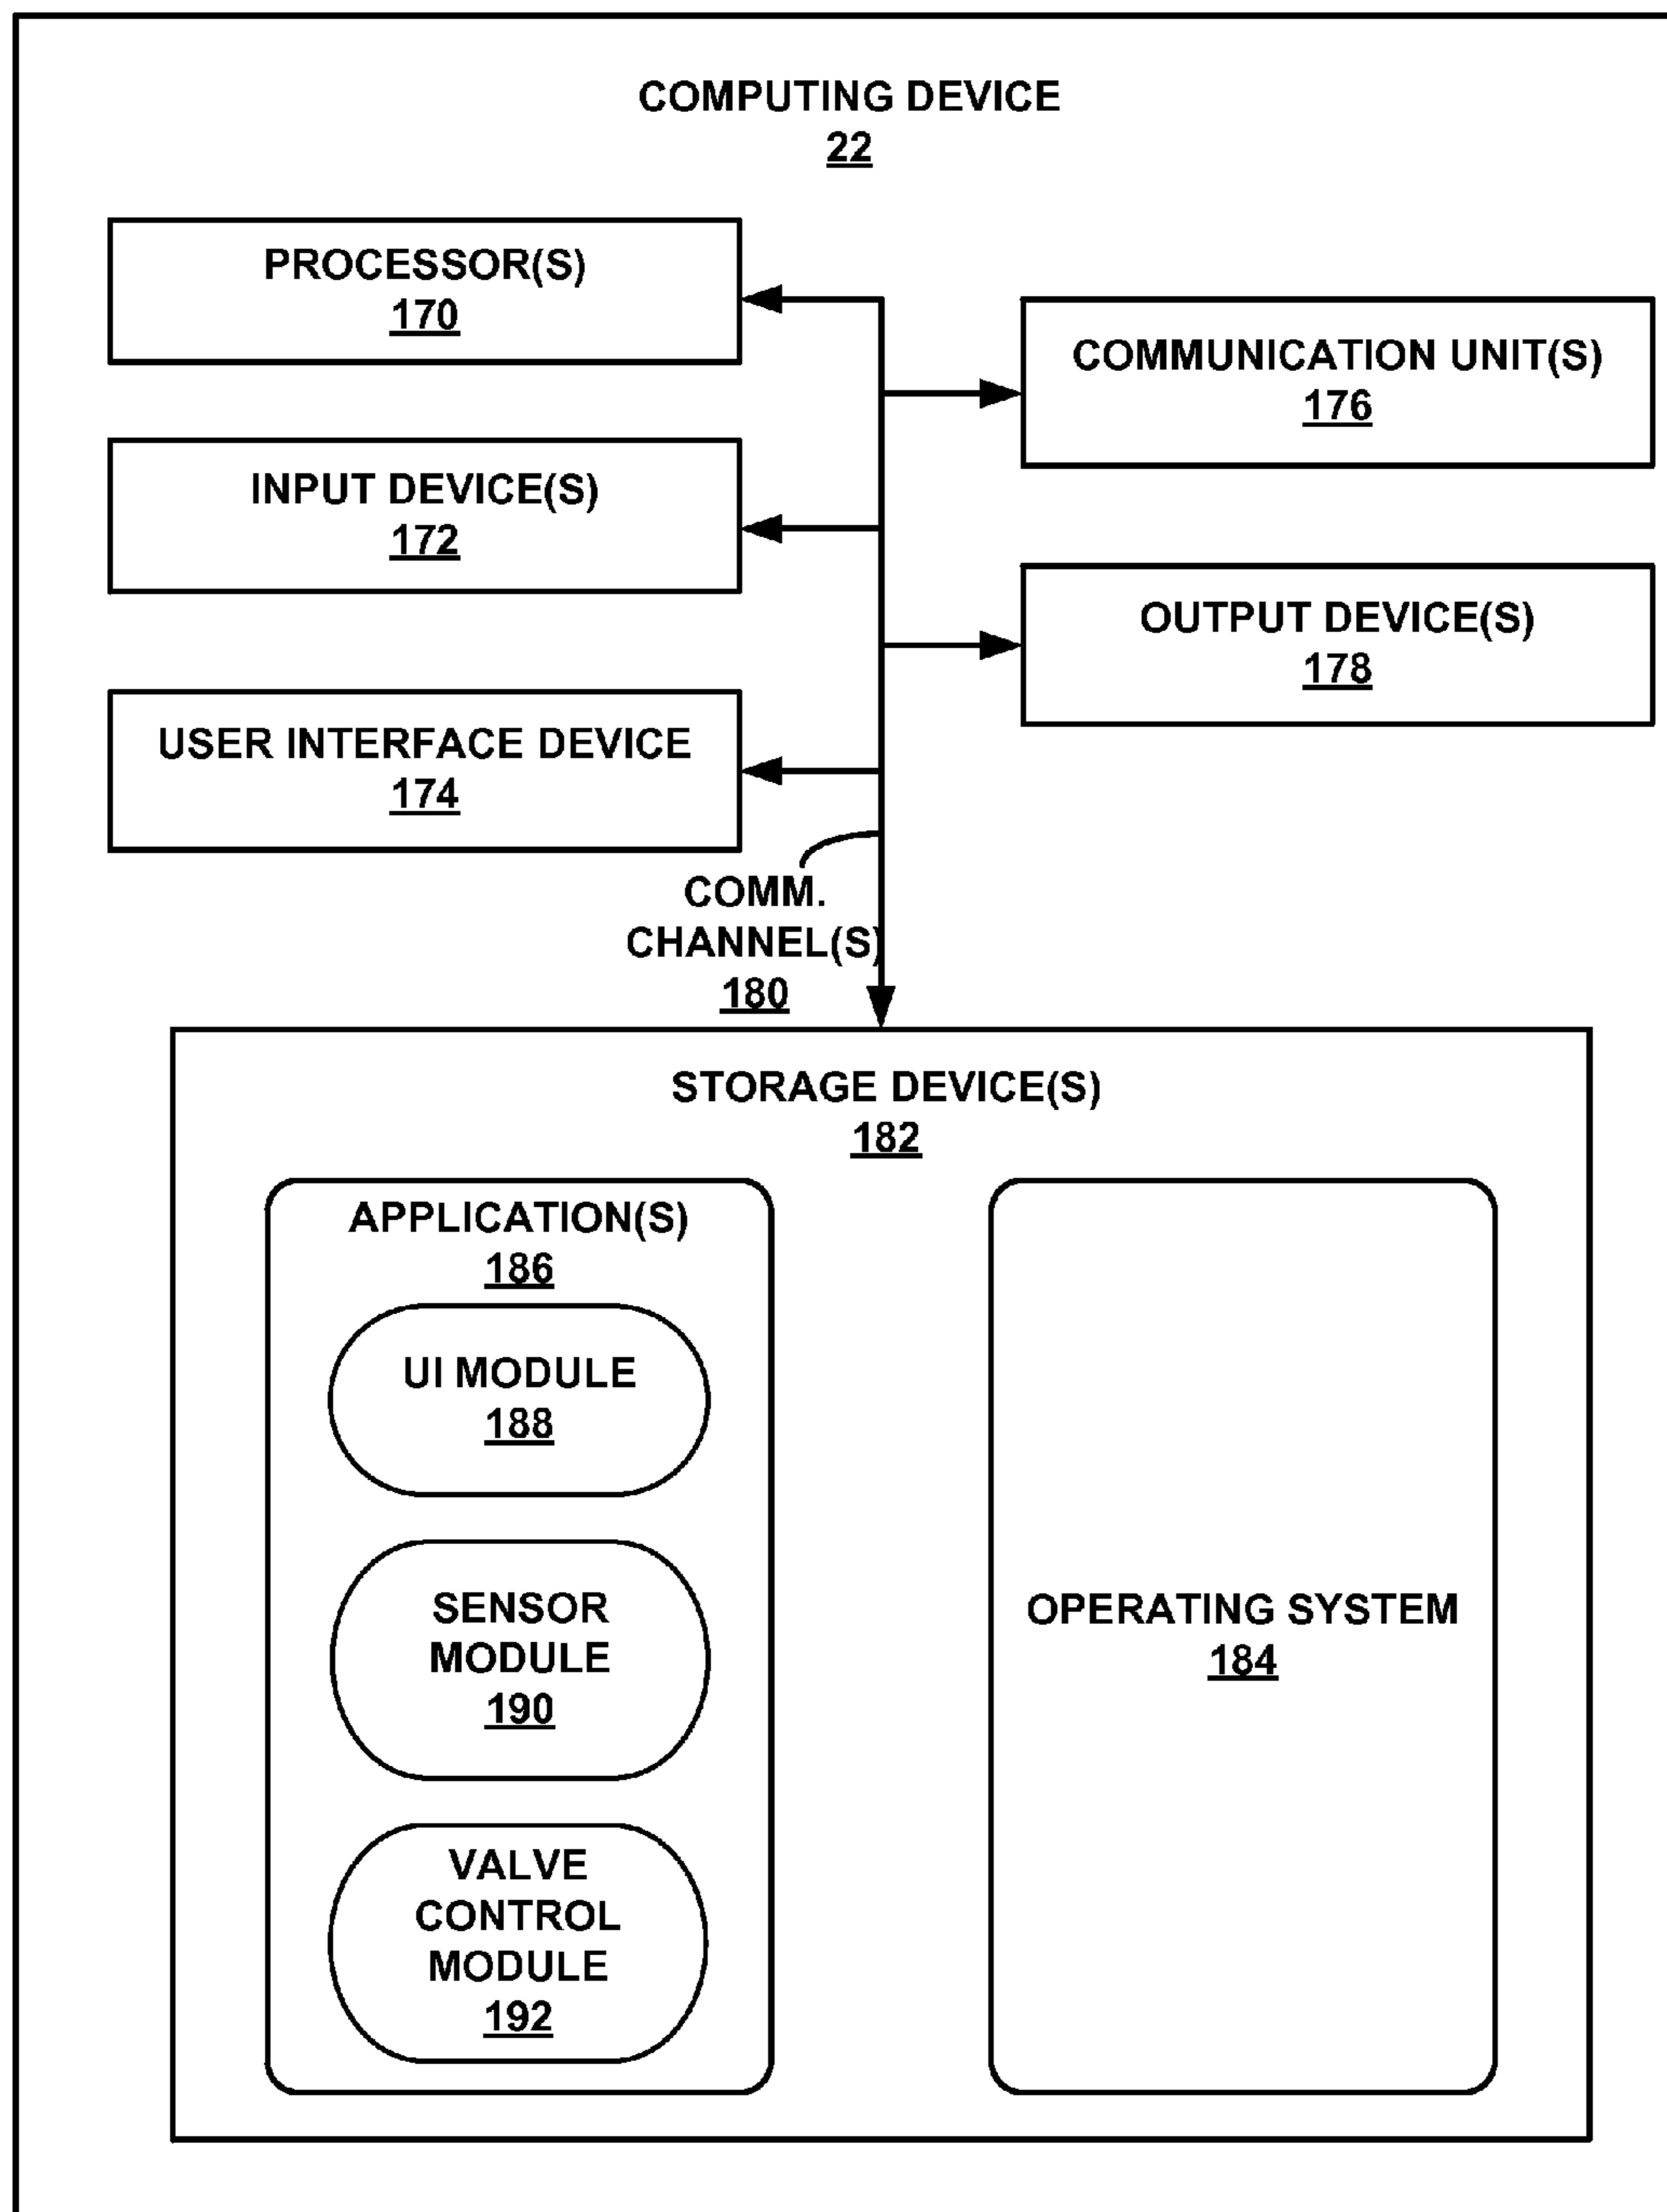 COMPUTING DEVICE
22
PROCESSOR(S)
170
COMMUNICATION UNIT(S)
176
INPUT DEVICE(S)
172
OUTPUT DEVICE(S)
178
USER INTERFACE DEVICE
174
COMM.
CHANNEL(S)
180
STORAGE DEVICE(S)
182
APPLICATION(S)
186
UI MODULE
188
SENSOR
MODULE
190
VALVE
CONTROL
MODULE
192
OPERATING SYSTEM
184